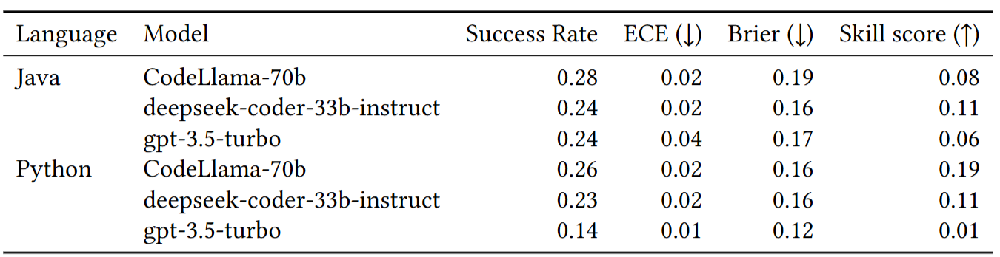 Language Model Success Rate ECE (↓) Brier (↓) Skill score (↑)
Java CodeLlama-70b 0.28 0.02 0.19 0.08
deepseek-coder-33b-instruct 0.24 0.02 0.16 0.11
gpt-3.5-turbo 0.24 0.04 0.17 0.06
Python CodeLlama-70b 0.26 0.02 0.16 0.19
deepseek-coder-33b-instruct 0.23 0.02 0.16 0.11
gpt-3.5-turbo 0.14 0.01 0.12 0.01